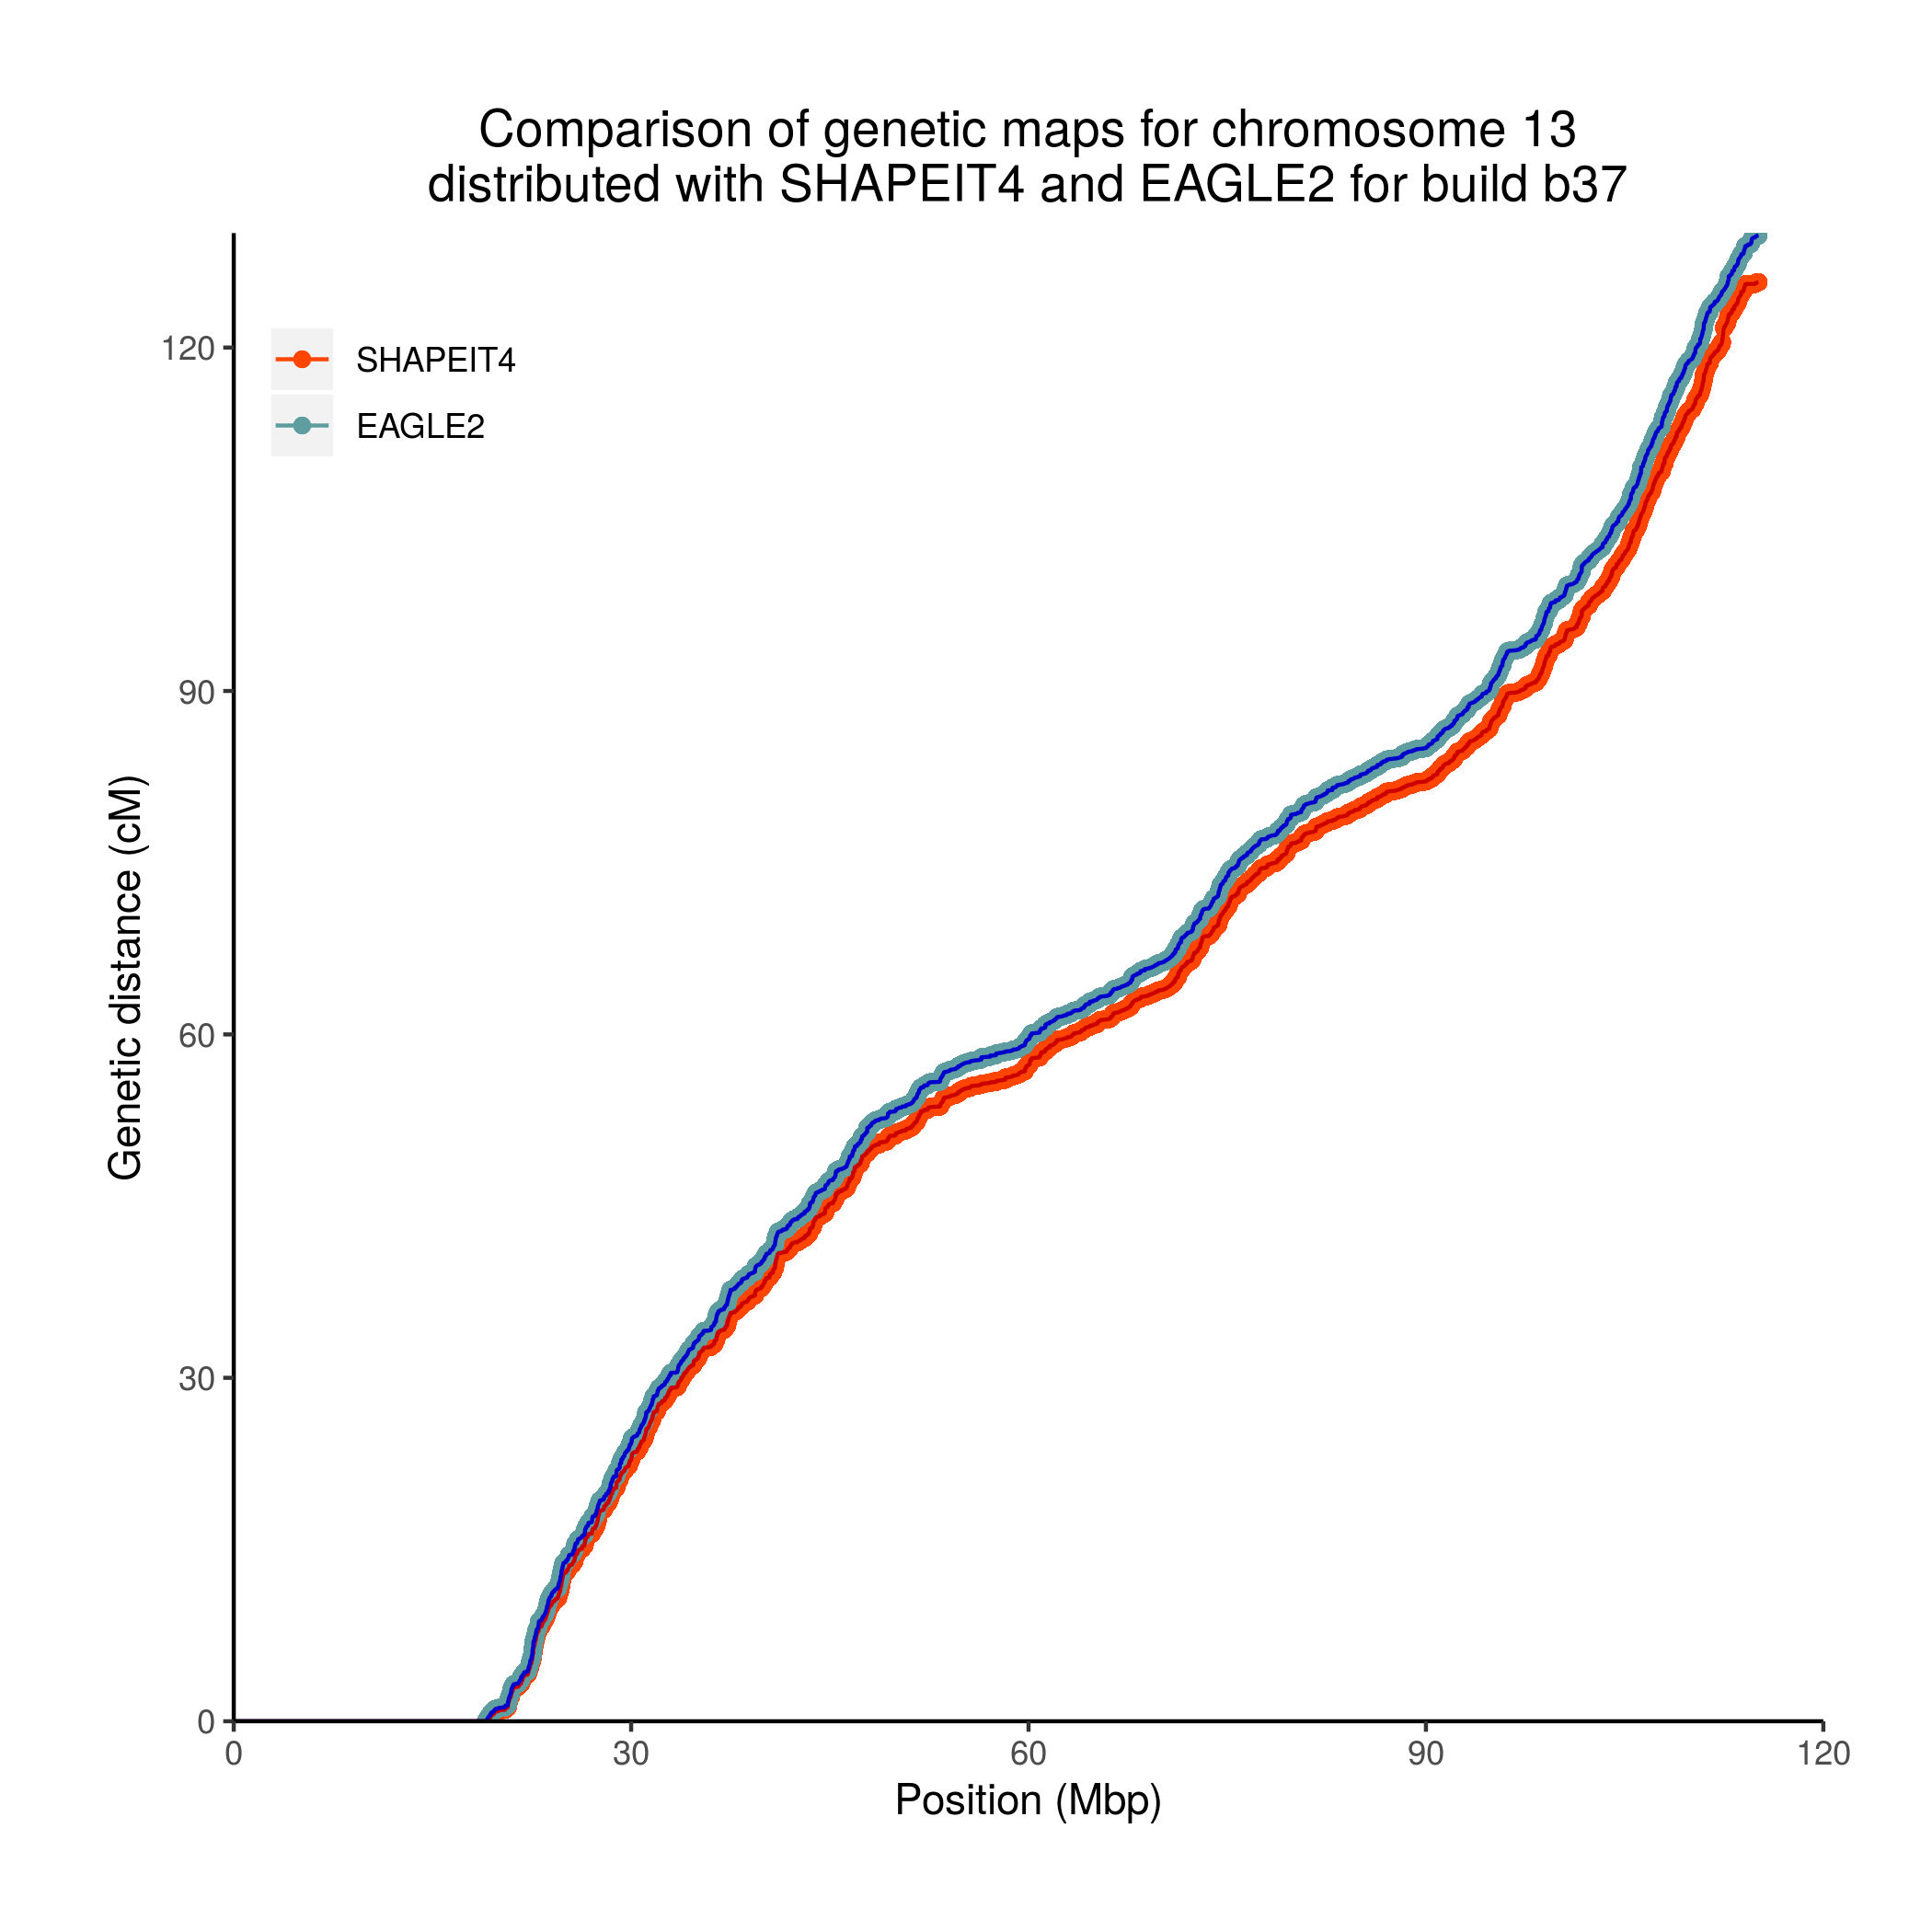 Comparison of genetic maps for chromosome 13
distributed with SHAPEIT4 and EAGLE2 for build b37
SHAPEIT4
EAGLE2
Genetic distance (cM)
120
90
60
30
0
0 30 60 90 120
Position (Mbp)